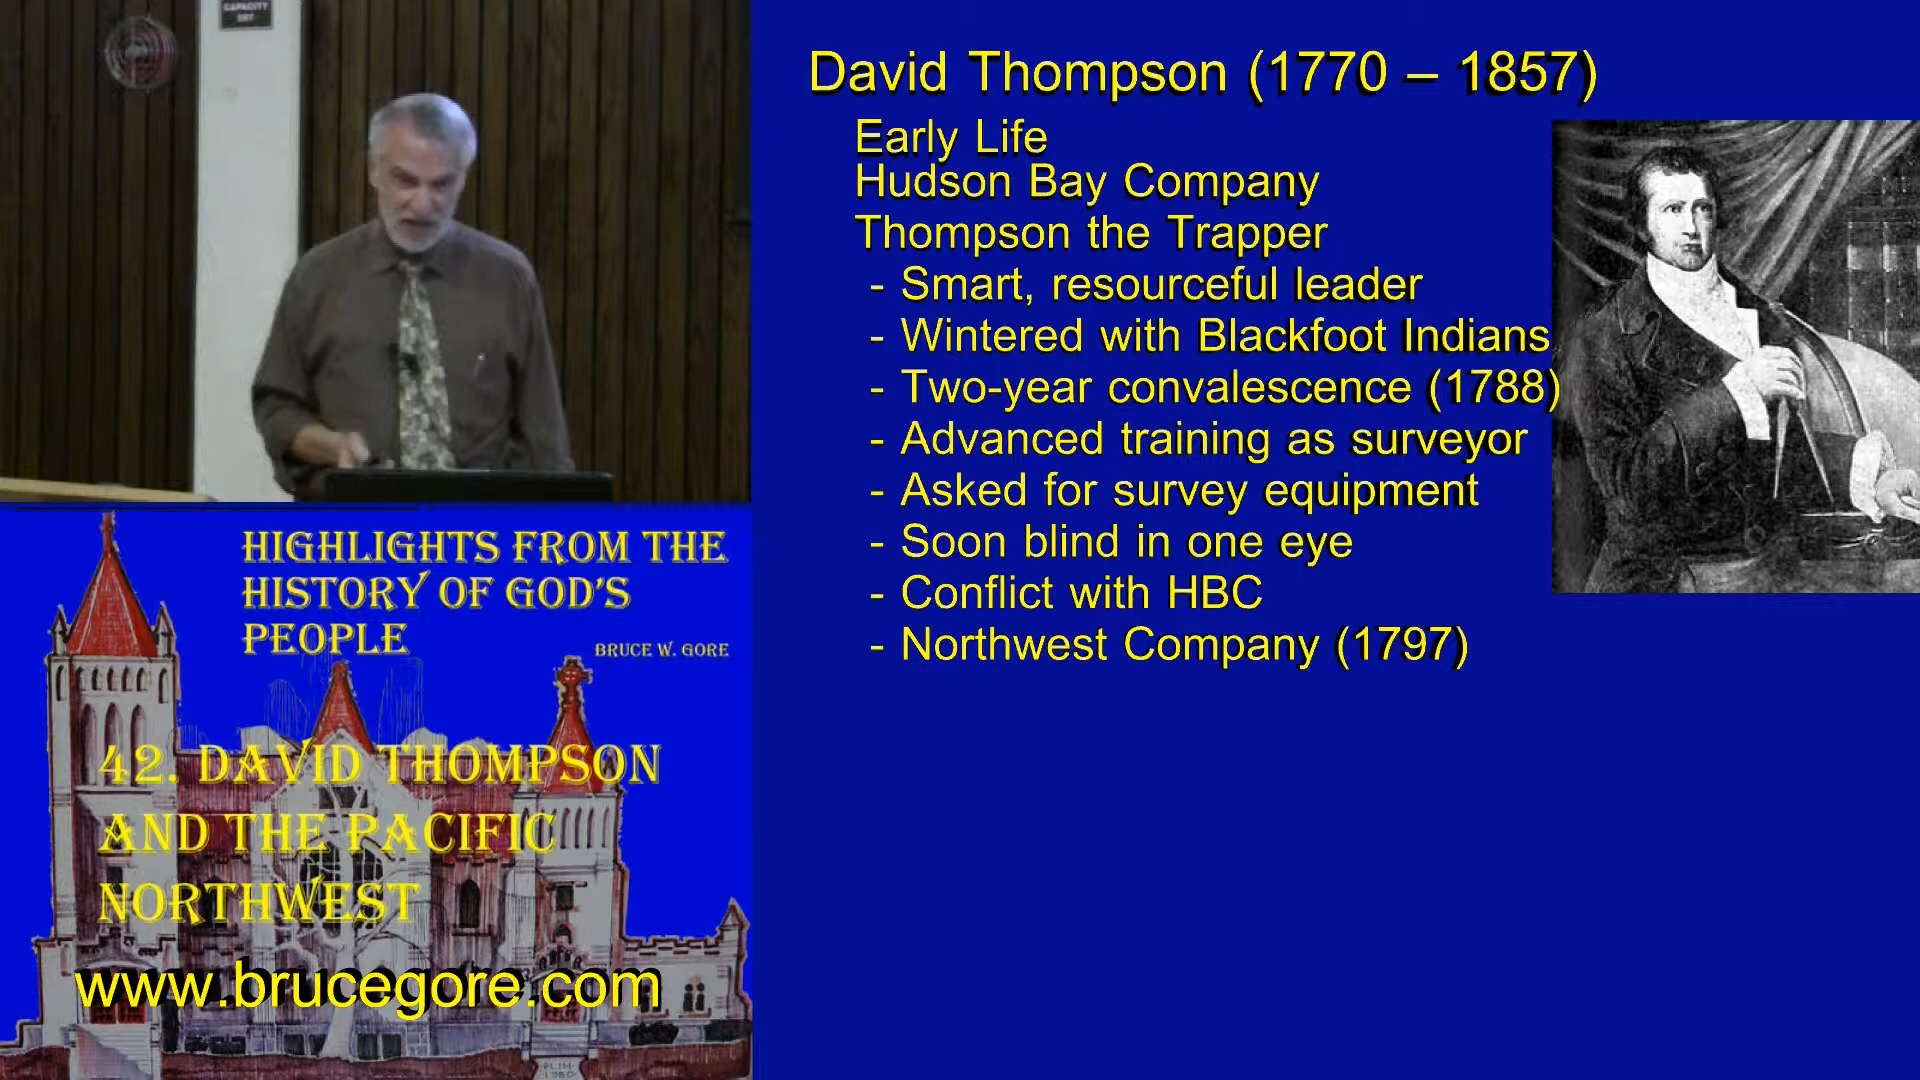 CAPACITY
David Thompson (1770 – 1857)
Early Life
Hudson Bay Company
Thompson the Trapper
- Smart, resourceful leader
- Wintered with Blackfoot Indians
- Two-year convalescence (1788)
- Advanced training as surveyor
- Asked for survey equipment
- Soon blind in one eye
- Conflict with HBC
- Northwest Company (1797)
HIGHLIGHTS FROM THE
HISTORY OF GOD'S
PEOPLE
BRUCE W. GORE
42. DAVID THOMPSON
AND THE PACIFIC
NORTHWEST
www.brucegore.com